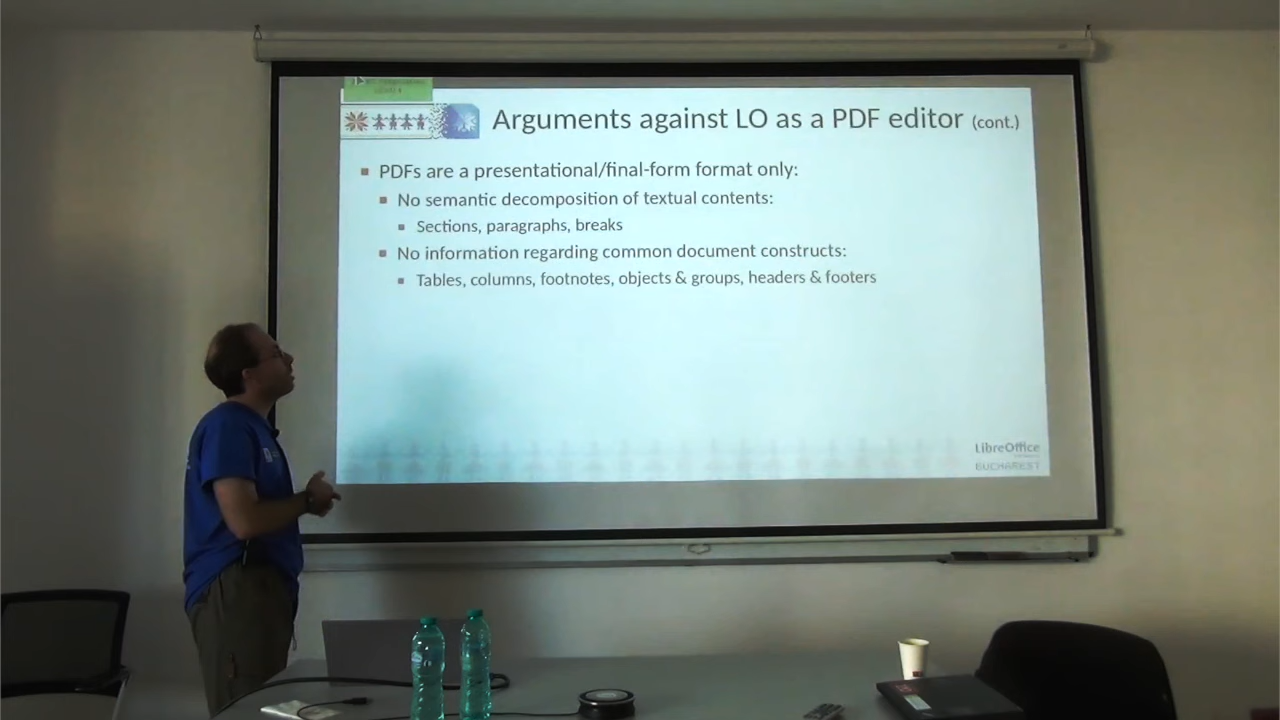 Arguments against LO as a PDF editor (cont.)
PDFs are a presentational/final-form format only:
No semantic decomposition of textual contents:
Sections, paragraphs, breaks
No information regarding common document constructs:
Tables, columns, footnotes, objects & groups, headers & footers
LibreOffice
BUCHAREST